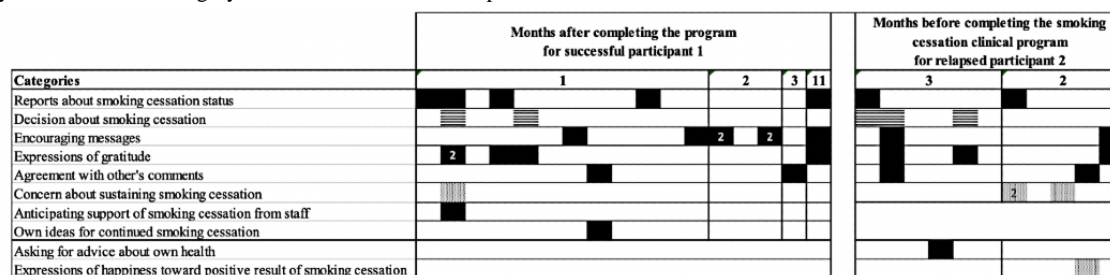 Months after completing the program
for successful participant 1
Months before completing the smoking
cessation clinical program
for relapsed participant 2
Categories 1 2 3 11 3 2
Reports about smoking cessation status
Decision about smoking cessation
Encouraging messages 2 2
Expressions of gratitude 2
Agreement with other's comments
Concern about sustaining smoking cessation 2
Anticipating support of smoking cessation from staff
Own ideas for continued smoking cessation
Asking for advice about own health
Expressions of happiness toward positive result of smoking cessation